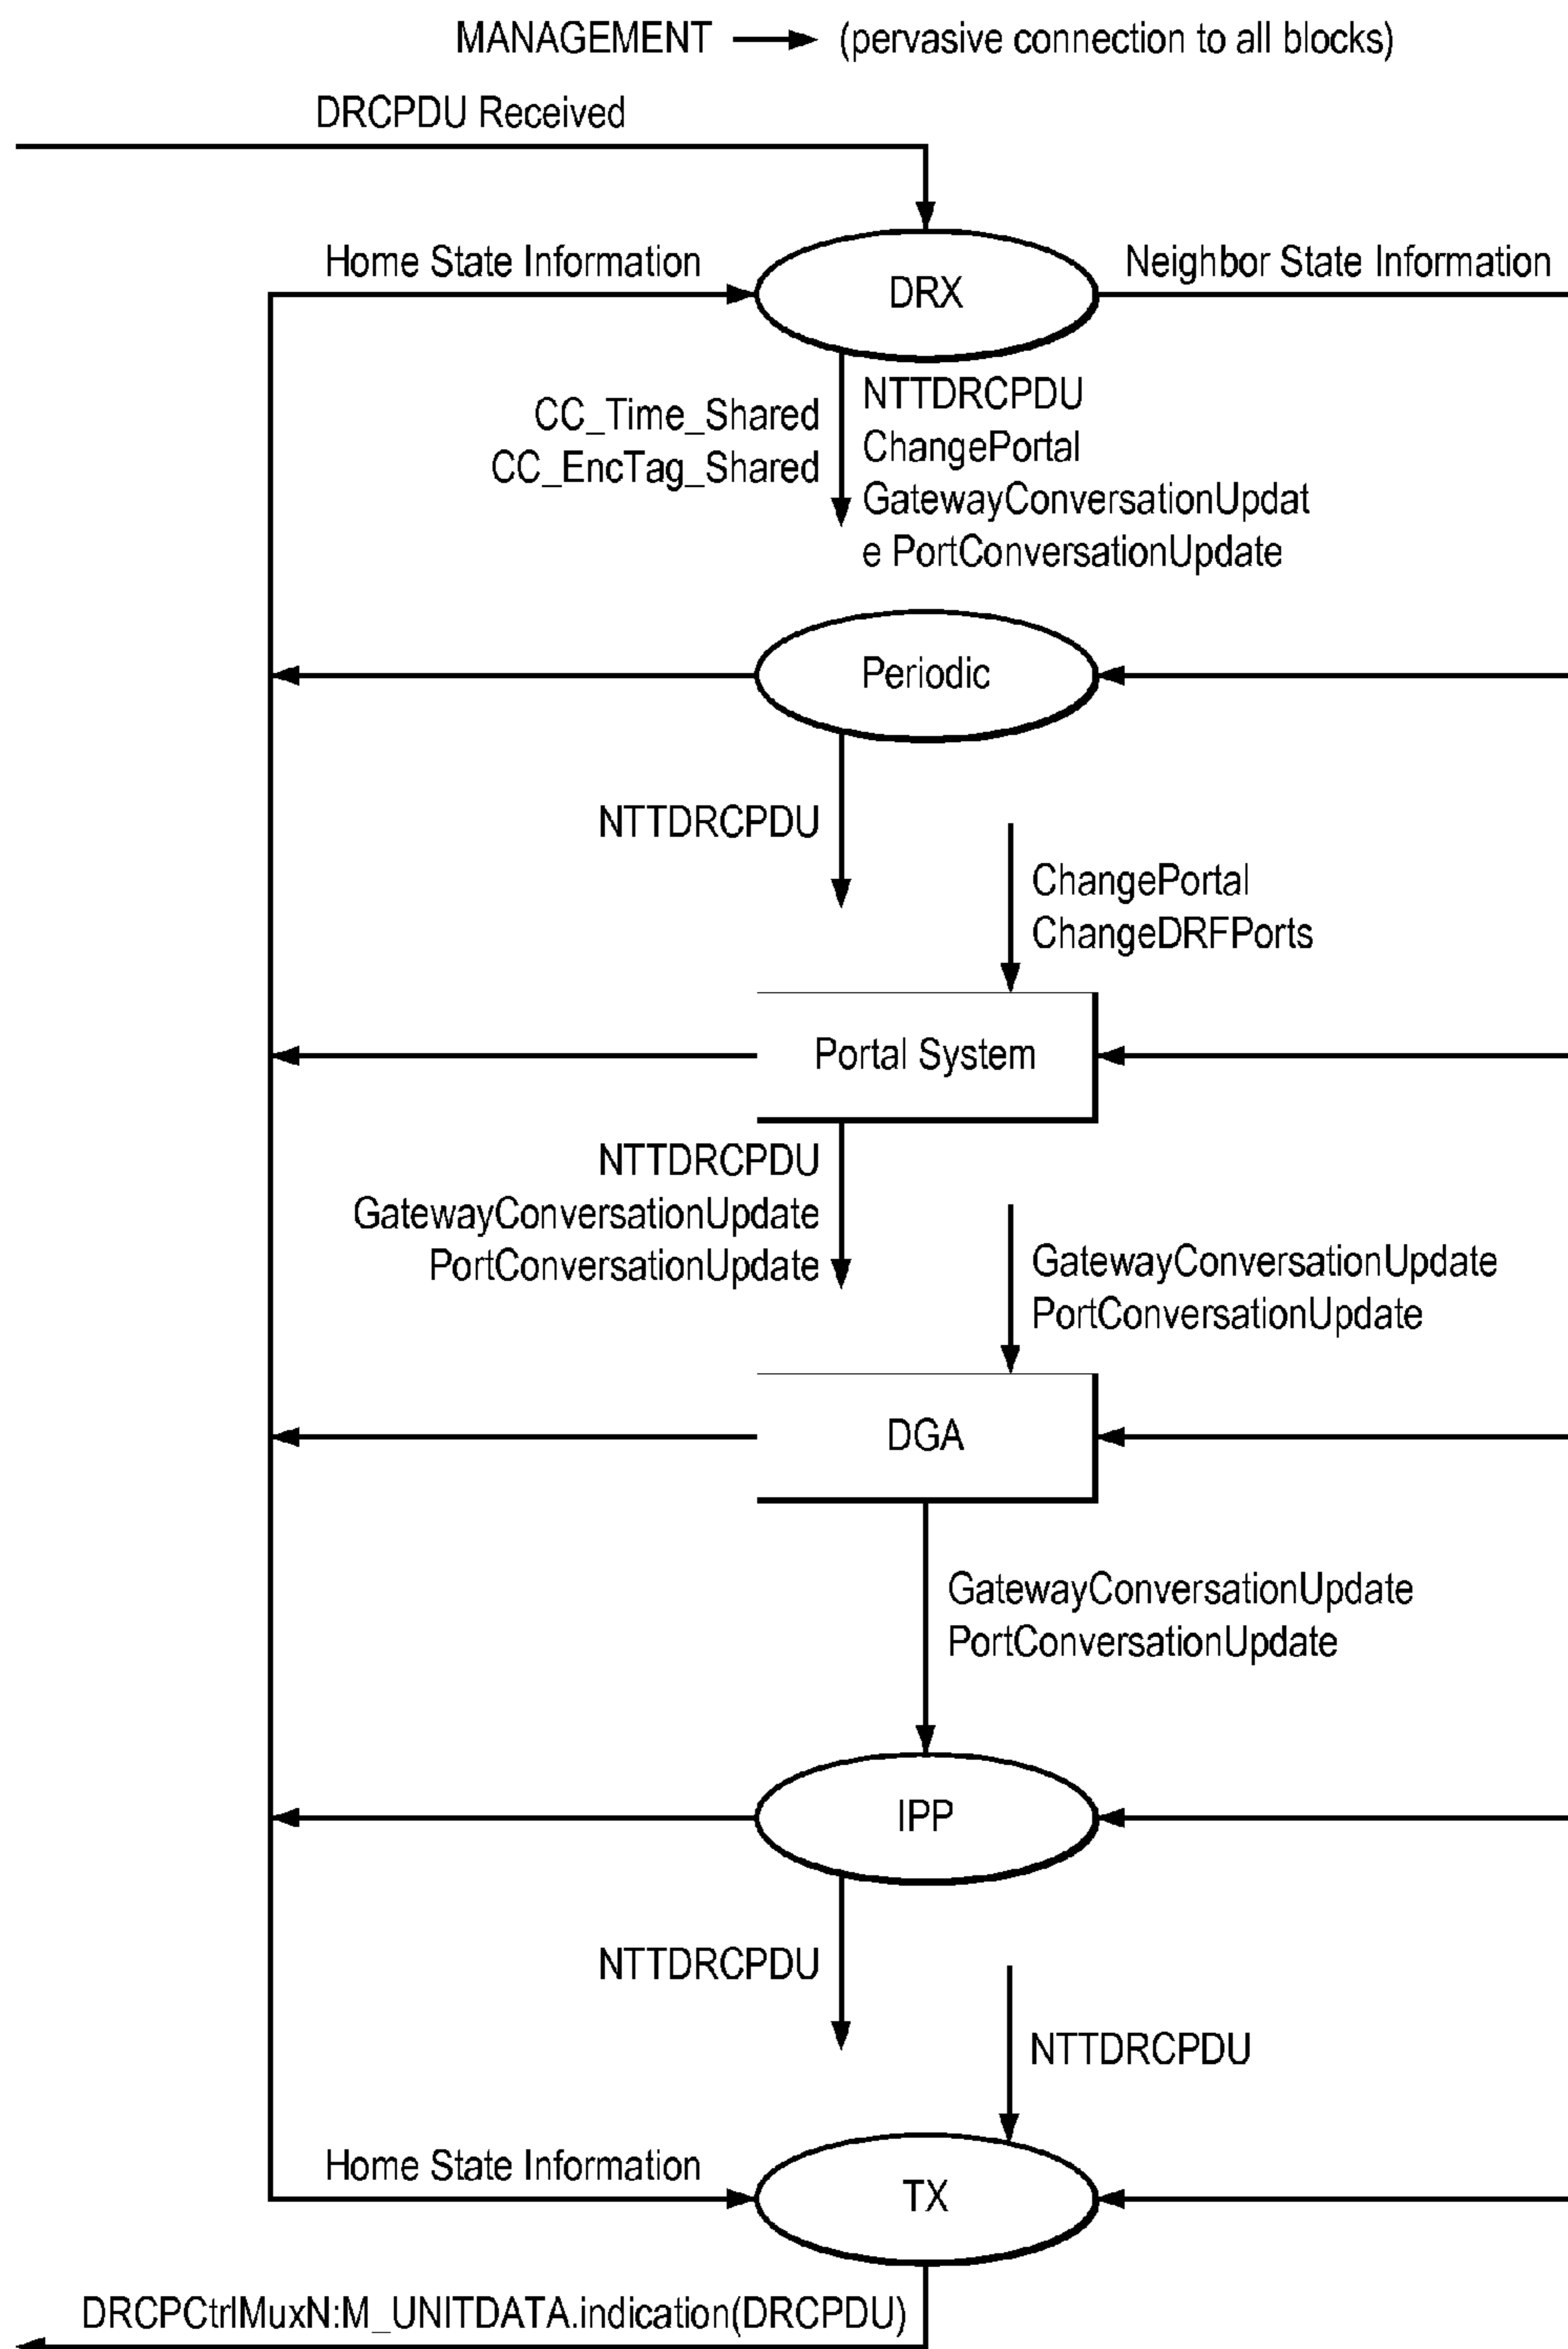 MANAGEMENT (pervasive connection to all blocks)
DRCPDU Received
Home State Information
DRX
Neighbor State Information
CC_Time_Shared
CC_EncTag_Shared
NTTDRCPDU
ChangePortal
GatewayConversationUpdat
e PortConversationUpdate
Periodic
NTTDRCPDU
ChangePortal
ChangeDRFPorts
Portal System
NTTDRCPDU
GatewayConversationUpdate
PortConversationUpdate
GatewayConversationUpdate
PortConversationUpdate
DGA
GatewayConversationUpdate
PortConversationUpdate
IPP
NTTDRCPDU
NTTDRCPDU
Home State Information
TX
DRCPCtrlMuxN:M_UNITDATA.indication(DRCPDU)